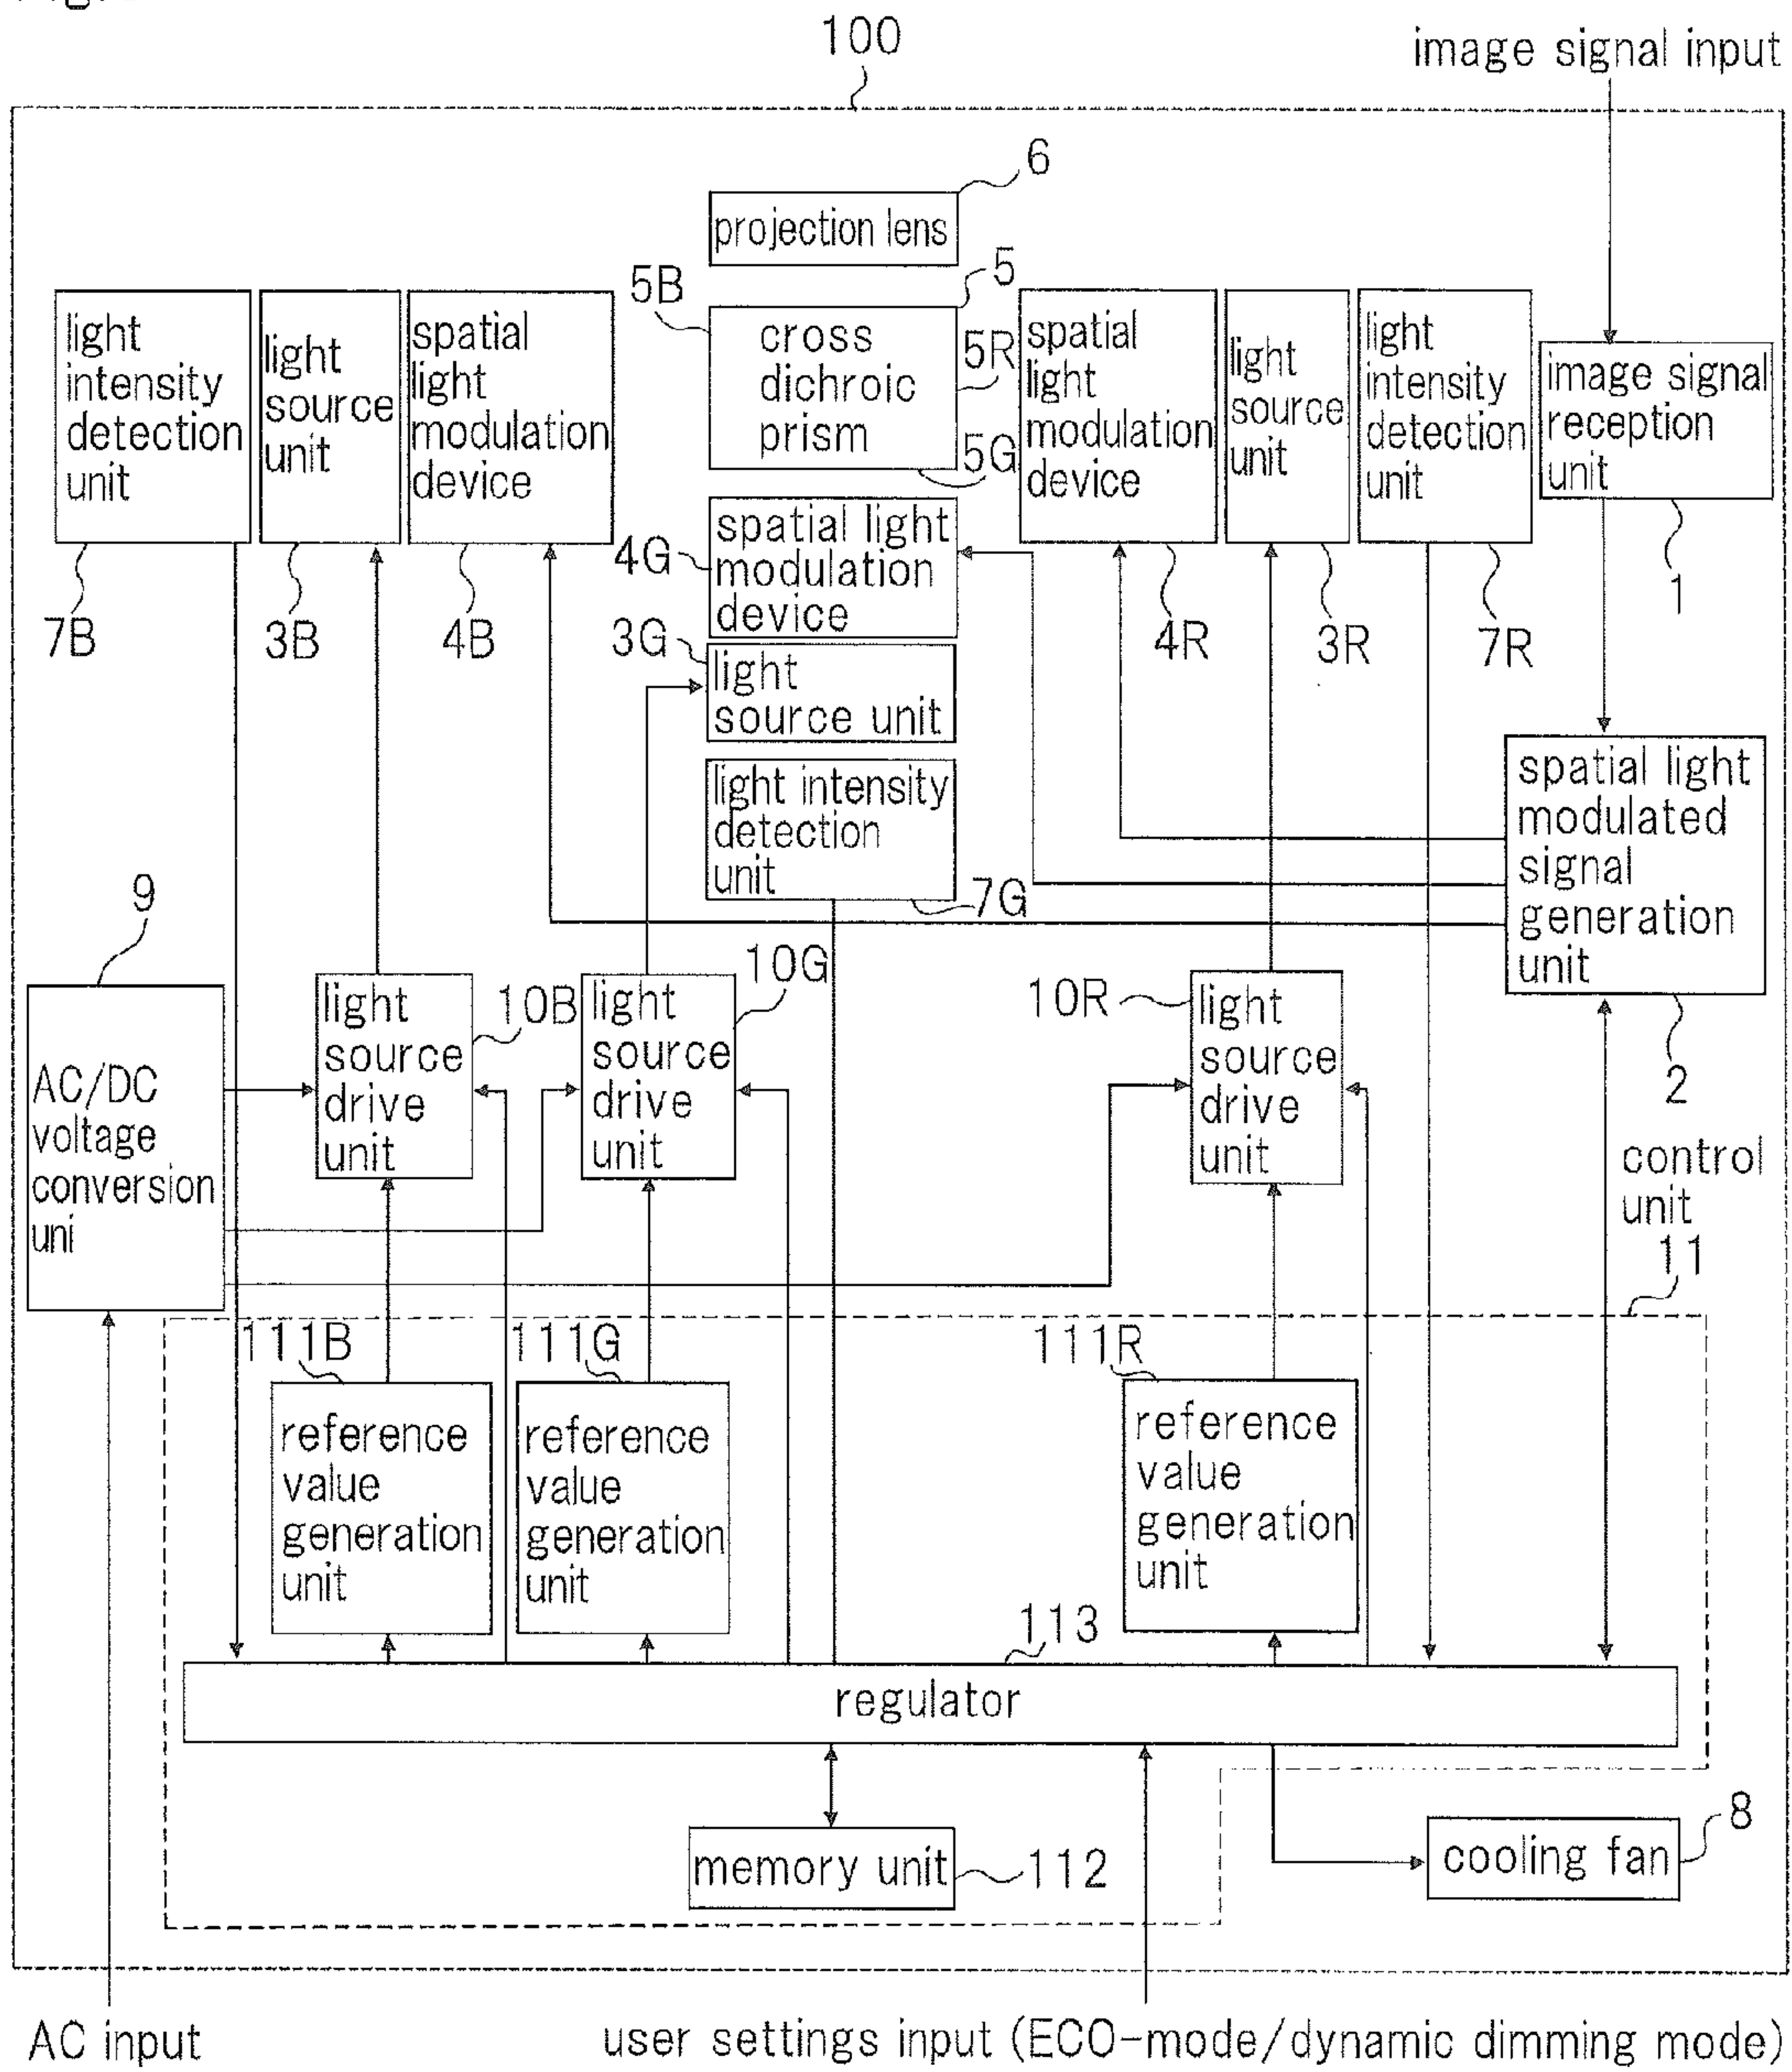 100
image signal input
6
projection lens
5B
5
cross
dichroic
prism
5R
5G
light
intensity
detection
unit
light
source
unit
spatial
light
modulation
device
spatial
light
modulation
device
light
source
unit
light
intensity
detection
unit
image signal
reception
unit
7B
3B
4B
4G
spatial light
modulation
device
4R
3R
7R
1
3G
light
source unit
light intensity
detection
unit
7G
spatial light
modulated
signal
generation
unit
2
9
AC/DC
voltage
conversion
uni
light
source
drive
unit
10B
light
source
drive
unit
10G
10R
light
source
drive
unit
control
unit
11
111B
reference
value
generation
unit
111G
reference
value
generation
unit
111R
reference
value
generation
unit
113
regulator
memory unit
112
cooling fan
8
AC input
user settings input (ECO-mode/dynamic dimming mode)